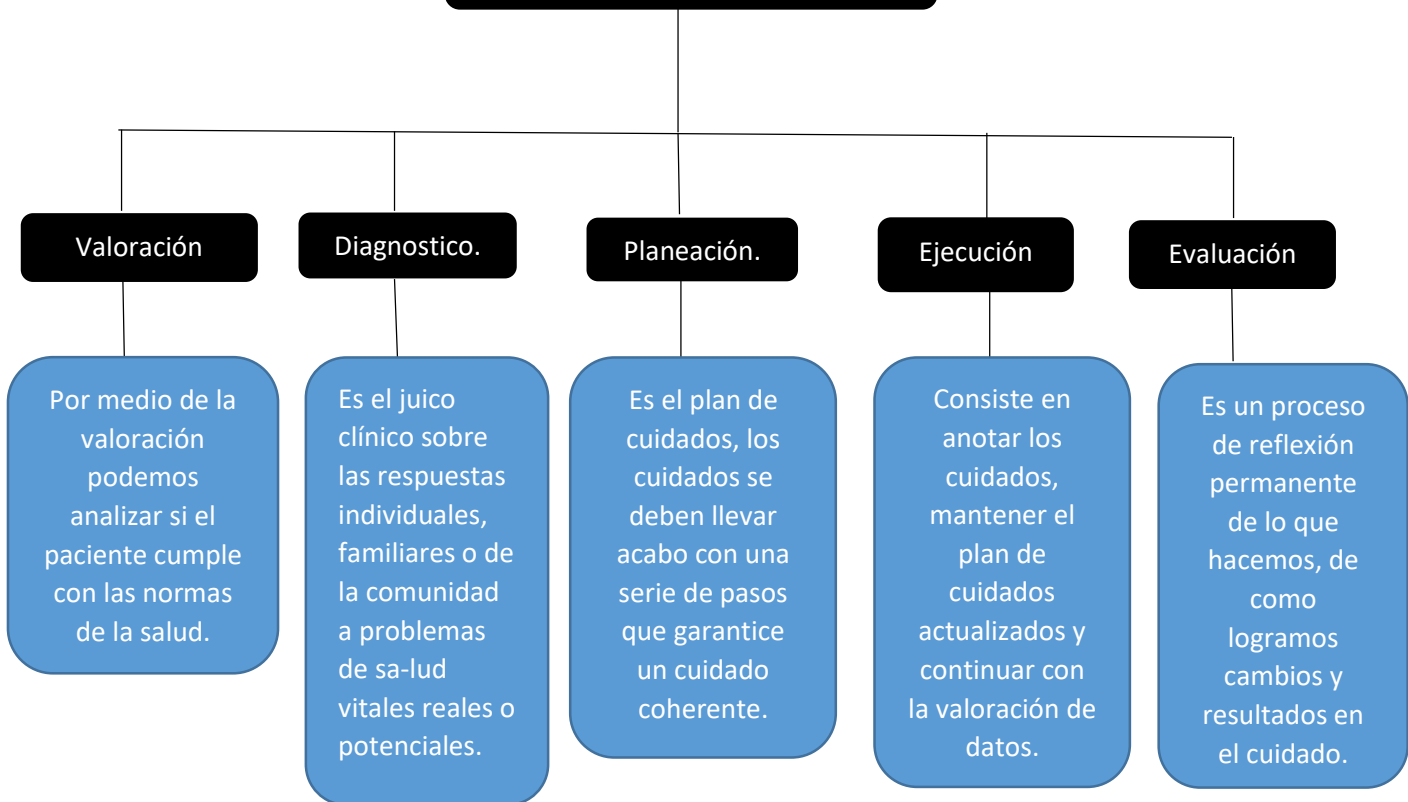 Valoración
Diagnostico.
Planeación.
Ejecución
Evaluación
Por medio de la
valoración
podemos
analizar si el
paciente cumple
con las normas
de la salud.
Es el juico
clínico sobre
las respuestas
individuales,
familiares o de
la comunidad
a problemas
de sa-lud
vitales reales o
potenciales.
Es el plan de
cuidados, los
cuidados se
deben llevar
acabo con una
serie de pasos
que garantice
un cuidado
coherente.
Consiste en
anotar los
cuidados,
mantener el
plan de
cuidados
actualizados y
continuar con
la valoración de
datos.
Es un proceso
de reflexión
permanente
de lo que
hacemos, de
como
logramos
cambios y
resultados en
el cuidado.